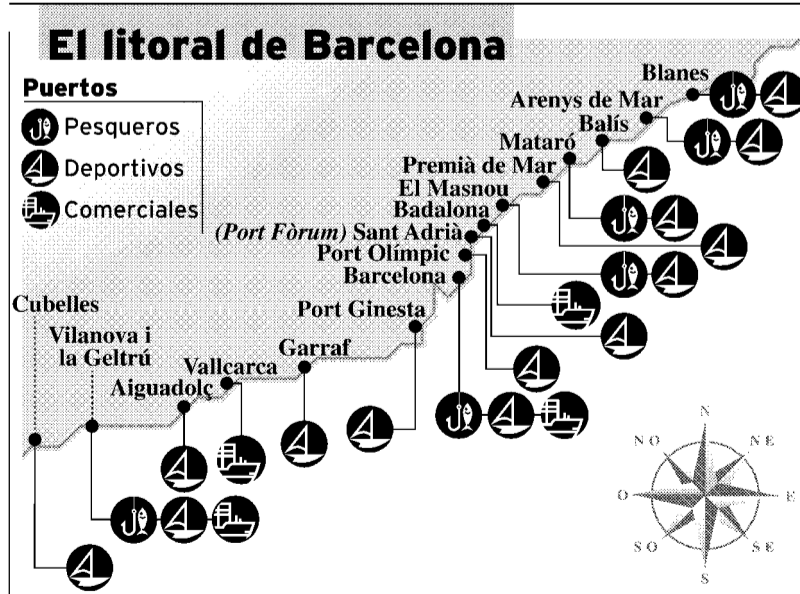 El litoral de Barcelona
Puertos
Pesqueros
Deportivos
Comerciales
Blanes
Arenys de Mar
Balís
Mataró
Premià de Mar
El Masnou
Badalona
(Port Fòrum) Sant Adrià
Port Olímpic
Barcelona
Port Ginesta
Garraf
Vallcarca
Aiguadolç
Vilanova i
la Geltrú
Cubelles
N
NO
NE
O
E
SO
SE
S